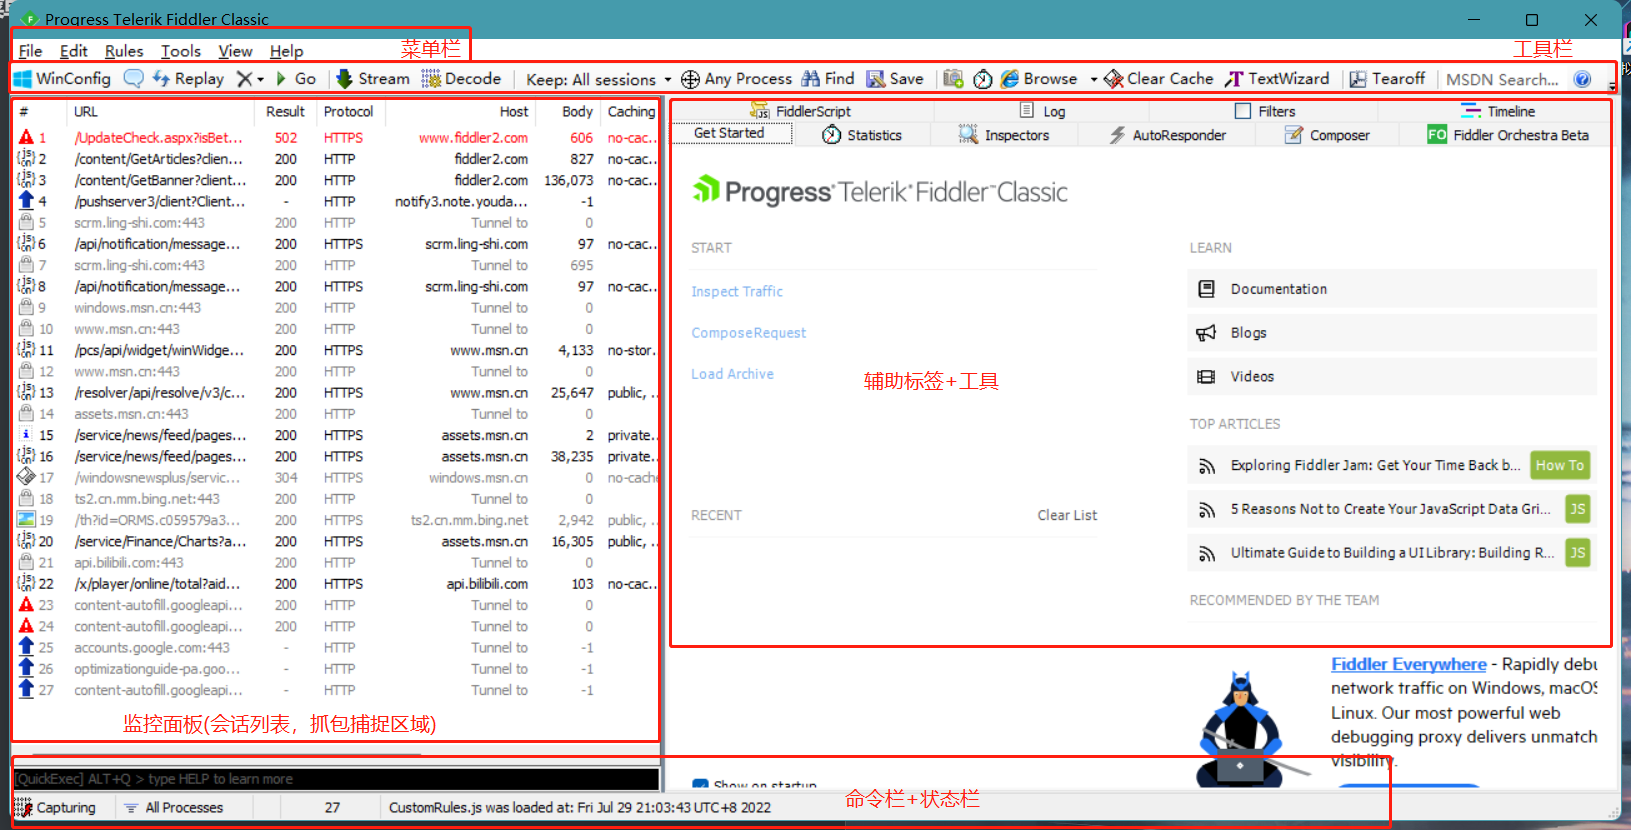 Progress Telerik Fiddler Classic
File Edit Rules Tools View Help 菜单栏 工具栏
WinConfig Replay Go Stream Decode Keep: All sessions Any Process Find Save Browse Clear Cache TextWizard Tearoff MSDN Search...
# URL Result Protocol Host Body Caching
1 /UpdateCheck.aspx?isBet... 502 HTTPS www.fiddler2.com 606 no-cac...
2 /content/GetArticles?clien... 200 HTTP fiddler2.com 827 no-cac...
3 /content/GetBanner?client... 200 HTTP fiddler2.com 136,073 no-cac...
4 /pushserver3/client?Client... - HTTP notify3.note.youda... -1
5 scrm.ling-shi.com:443 200 HTTP Tunnel to 0
6 /api/notification/message... 200 HTTPS scrm.ling-shi.com 97 no-cac...
7 scrm.ling-shi.com:443 200 HTTP Tunnel to 695
8 /api/notification/message... 200 HTTPS scrm.ling-shi.com 97 no-cac...
9 windows.msn.cn:443 200 HTTP Tunnel to 0
10 www.msn.cn:443 200 HTTP Tunnel to 0
11 /pcs/api/widget/winWidge... 200 HTTPS www.msn.cn 4,133 no-stor...
12 www.msn.cn:443 200 HTTP Tunnel to 0
13 /resolver/api/resolve/v3/c... 200 HTTPS www.msn.cn 25,647 public, ...
14 assets.msn.cn:443 200 HTTP Tunnel to 0
15 /service/news/feed/pages... 200 HTTPS assets.msn.cn 2 private...
16 /service/news/feed/pages... 200 HTTPS assets.msn.cn 38,235 private...
17 /windowsnewsplus/servic... 304 HTTPS windows.msn.cn 0 no-cache
18 ts2.cn.mm.bing.net:443 200 HTTP Tunnel to 0
19 /th?id=ORMS.c059579a3... 200 HTTPS ts2.cn.mm.bing.net 2,942 public, ...
20 /service/Finance/Charts?a... 200 HTTPS assets.msn.cn 16,305 public, ...
21 api.bilibili.com:443 200 HTTP Tunnel to 0
22 /x/player/online/total?aid... 200 HTTPS api.bilibili.com 103 no-cac...
23 content-autofill.googleapi... 200 HTTP Tunnel to 0
24 content-autofill.googleapi... 200 HTTP Tunnel to 0
25 accounts.google.com:443 - HTTP Tunnel to -1
26 optimizationguide-pa.goo... - HTTP Tunnel to -1
27 content-autofill.googleapi... - HTTP Tunnel to -1
监控面板(会话列表，抓包捕捉区域)
FiddlerScript Log Filters Timeline
Get Started Statistics Inspectors AutoResponder Composer FO Fiddler Orchestra Beta
Progress Telerik Fiddler Classic
START
Inspect Traffic
ComposeRequest
Load Archive
辅助标签+工具
RECENT Clear List
LEARN
Documentation
Blogs
Videos
TOP ARTICLES
Exploring Fiddler Jam: Get Your Time Back b... How To
5 Reasons Not to Create Your JavaScript Data Gri... JS
Ultimate Guide to Building a UI Library: Building R... JS
RECOMMENDED BY THE TEAM
Fiddler Everywhere - Rapidly debu
network traffic on Windows, macOS
Linux. Our most powerful web
debugging proxy delivers unmatch
visibility.
Show on startup
[QuickExec] ALT+Q > type HELP to learn more
Capturing All Processes 27 CustomRules.js was loaded at: Fri Jul 29 21:03:43 UTC+8 2022
命令栏+状态栏